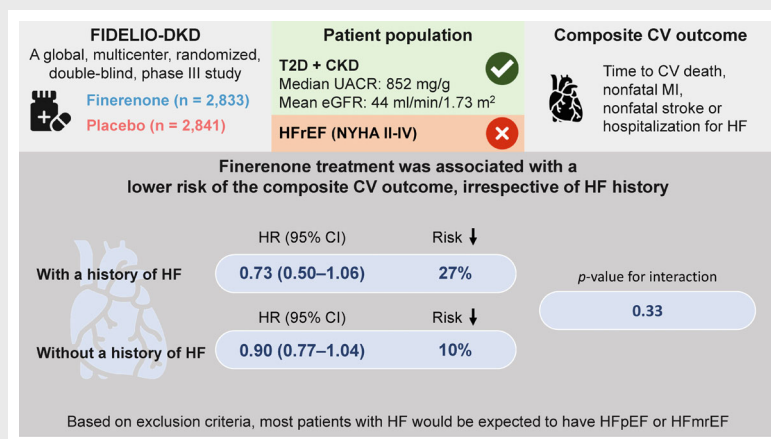 FIDELIO-DKD
A global, multicenter, randomized,
double-blind, phase III study
Finerenone (n = 2,833)
Placebo (n = 2,841)
Patient population
T2D + CKD
Median UACR: 852 mg/g
Mean eGFR: 44 ml/min/1.73 m²
HFrEF (NYHA II-IV)
Composite CV outcome
Time to CV death,
nonfatal MI,
nonfatal stroke or
hospitalization for HF
Finerenone treatment was associated with a
lower risk of the composite CV outcome, irrespective of HF history
HR (95% CI) Risk ↓
With a history of HF 0.73 (0.50–1.06) 27%
HR (95% CI) Risk ↓
Without a history of HF 0.90 (0.77–1.04) 10%
p-value for interaction
0.33
Based on exclusion criteria, most patients with HF would be expected to have HFpEF or HFmrEF